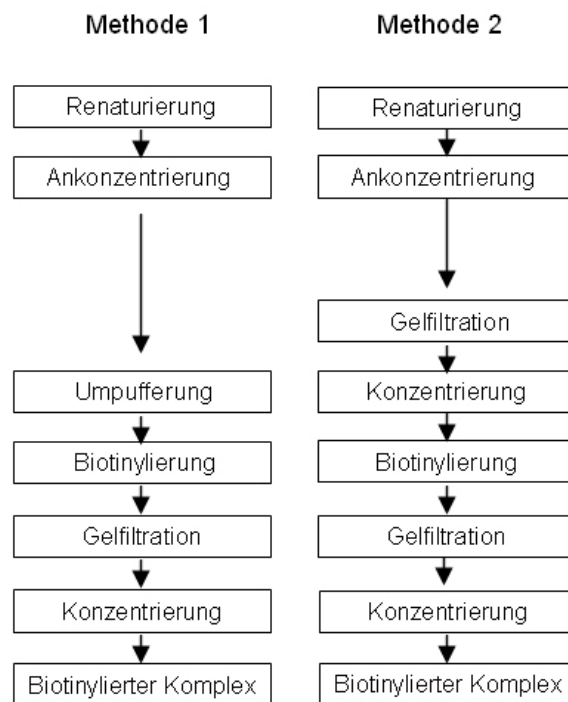 Methode 1
Renaturierung
Ankonzentrierung
Umpufferung
Biotinylierung
Gelfiltration
Konzentrierung
Biotinylierter Komplex
Methode 2
Renaturierung
Ankonzentrierung
Gelfiltration
Konzentrierung
Biotinylierung
Gelfiltration
Konzentrierung
Biotinylierter Komplex